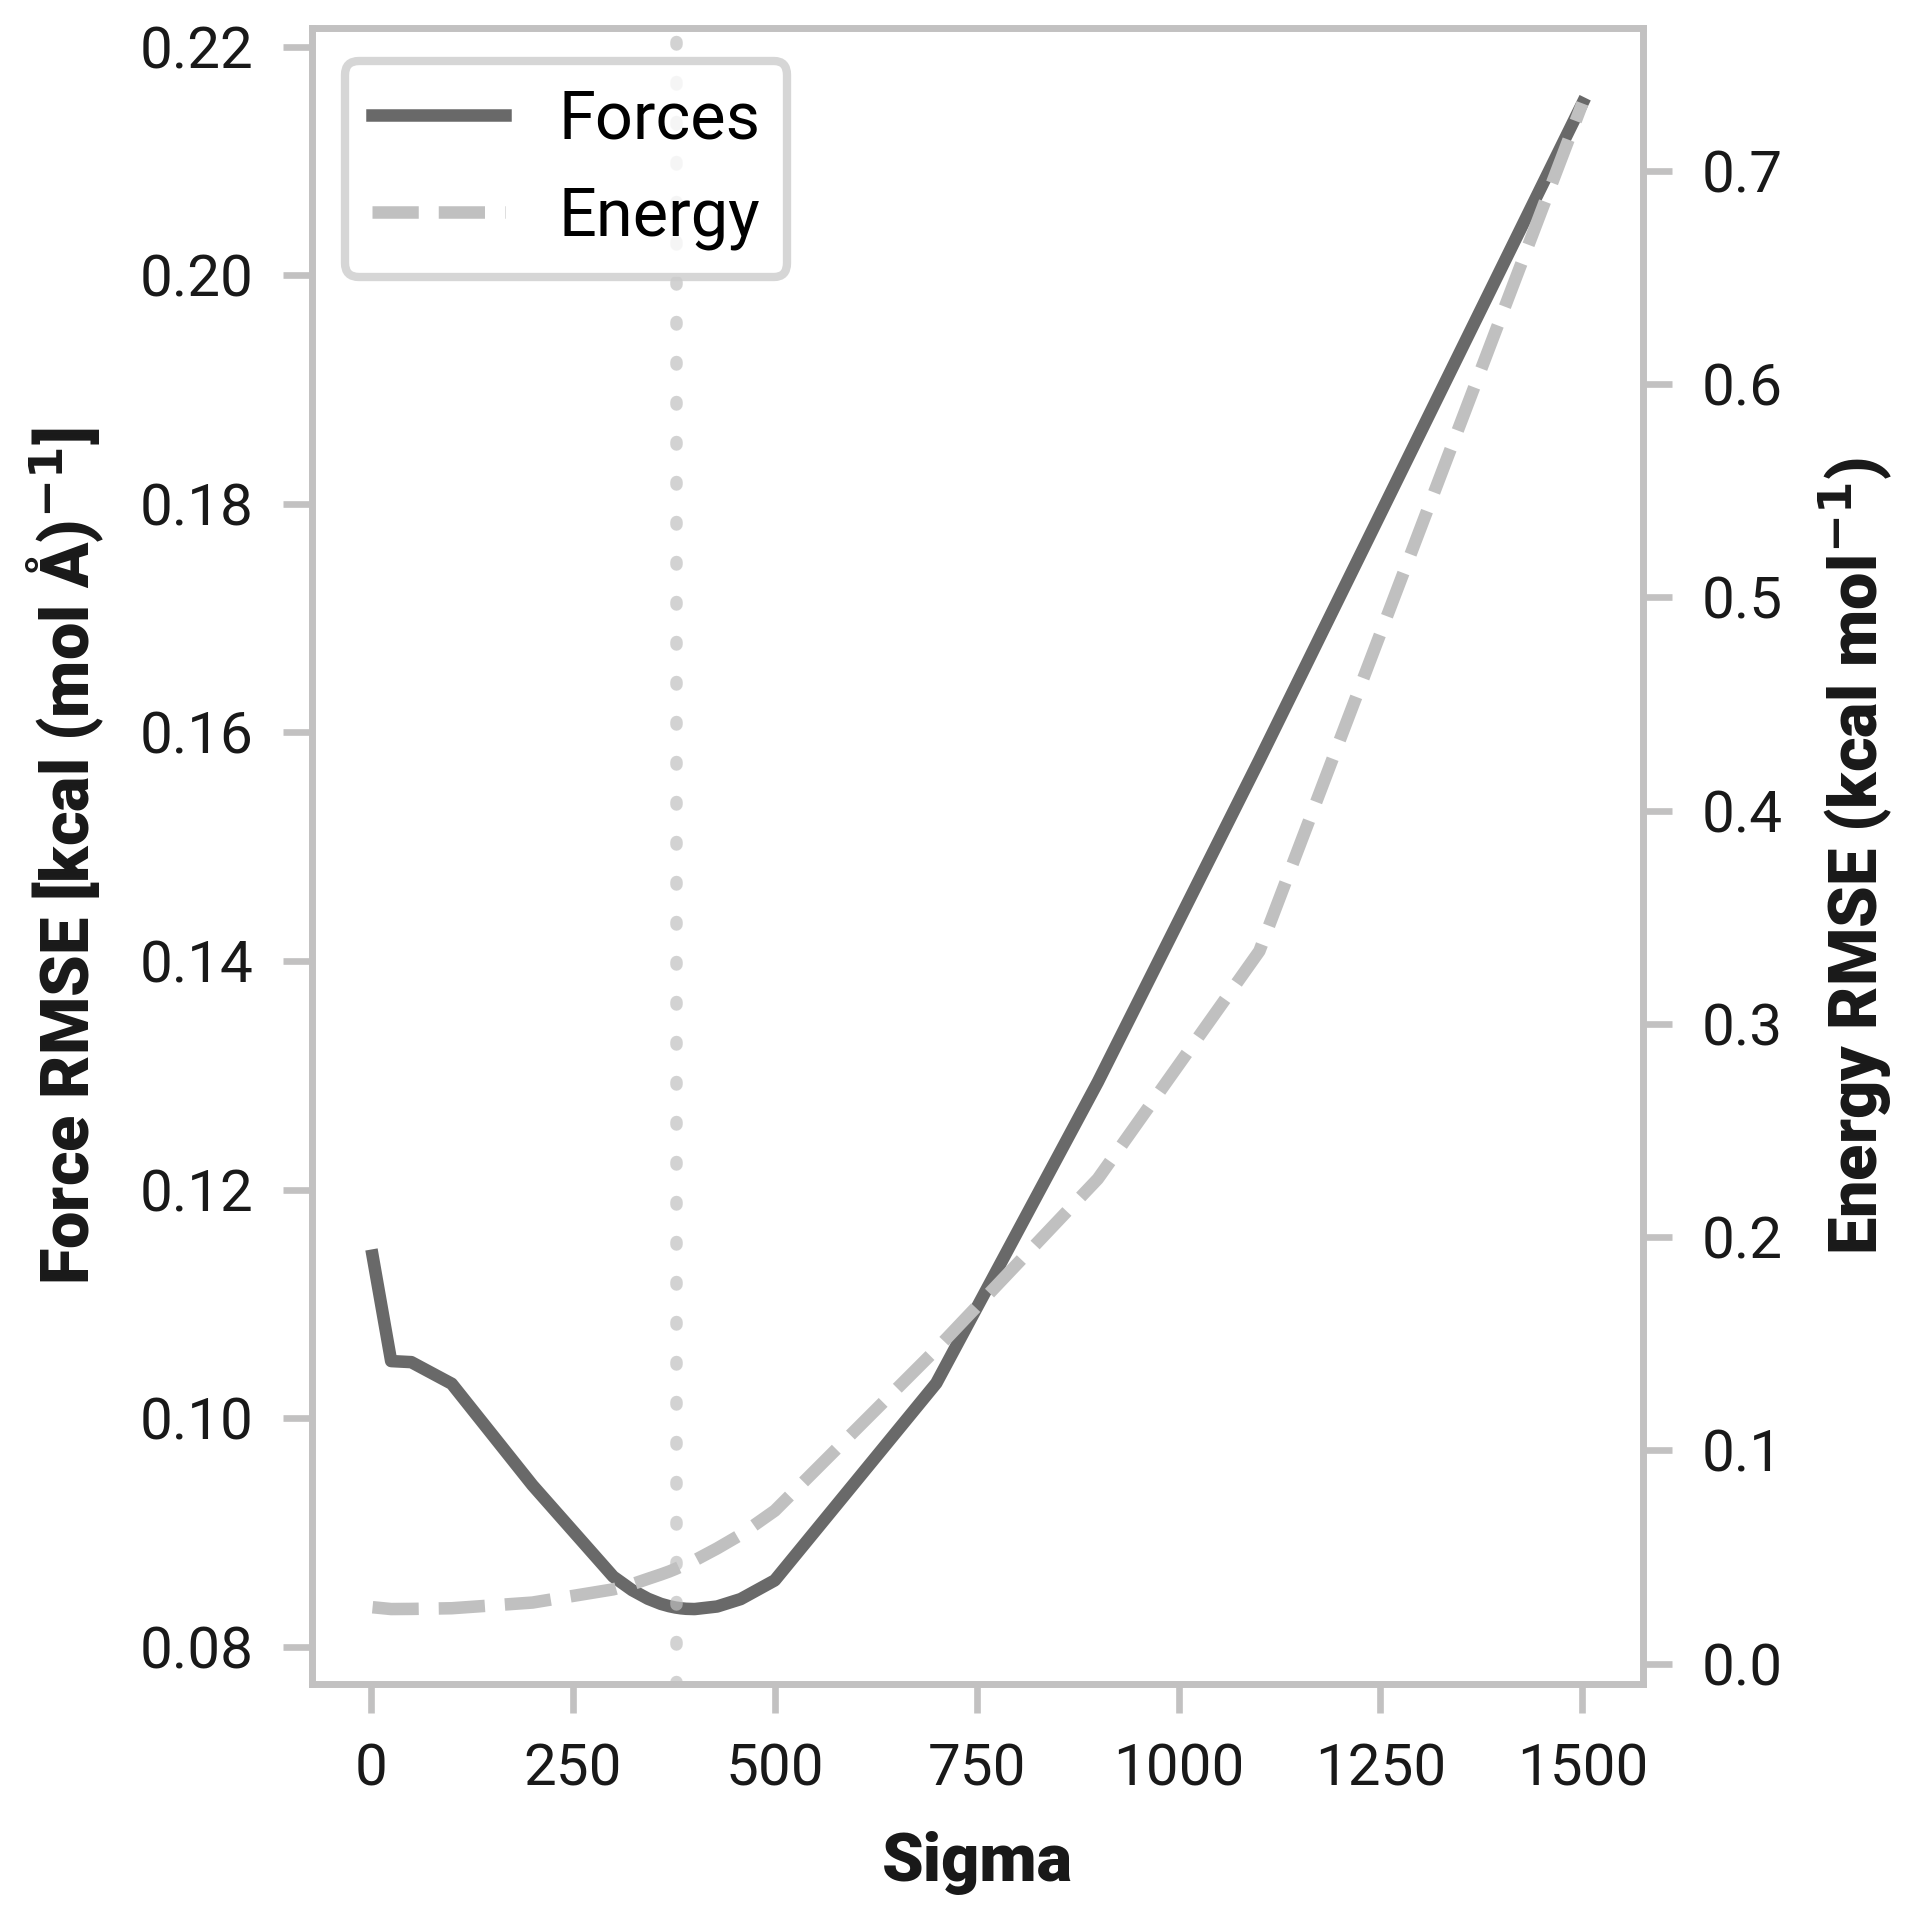 Forces
Energy
0.22
0.20
0.18
0.16
0.14
0.12
0.10
0.08
Force RMSE [kcal (mol Å)⁻¹]
0.7
0.6
0.5
0.4
0.3
0.2
0.1
0.0
Energy RMSE (kcal mol⁻¹)
0 250 500 750 1000 1250 1500
Sigma